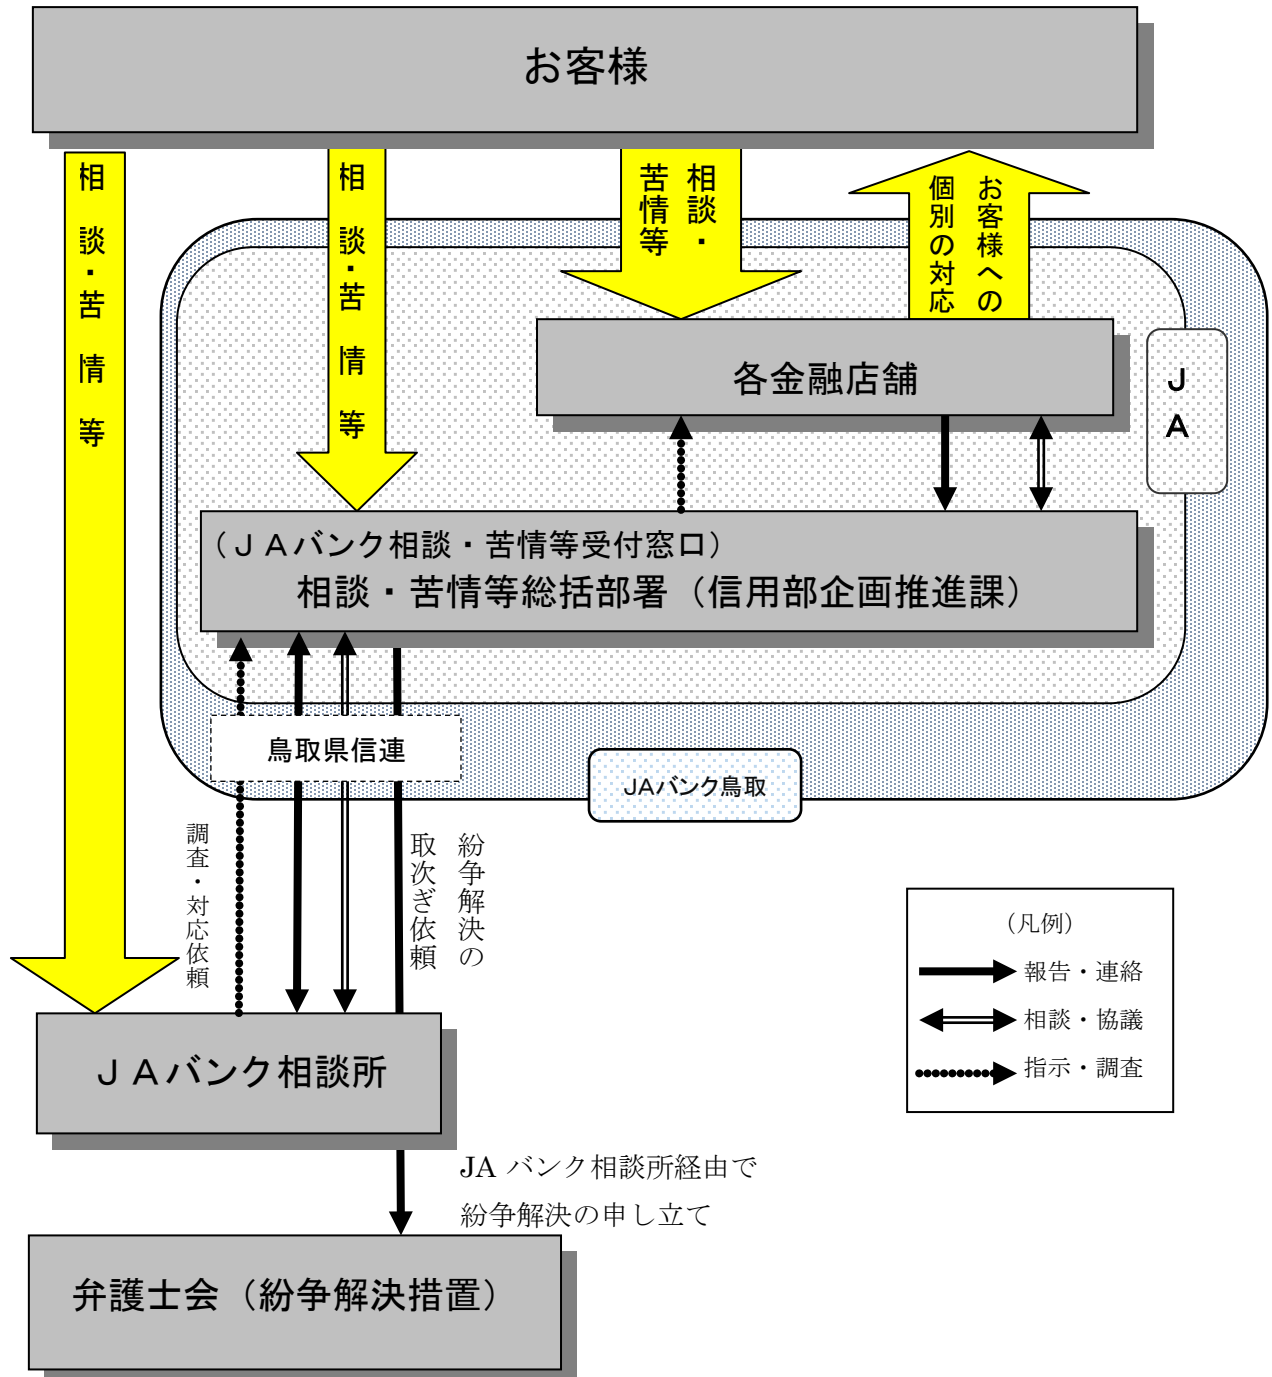 お客様
相談・苦情等
相談・苦情等
相談・
苦情等
お客様への
個別の対応
各金融店舗
ＪＡ
（ＪＡバンク相談・苦情等受付窓口）
相談・苦情等総括部署（信用部企画推進課）
鳥取県信連
JAバンク鳥取
調査・対応依頼
紛争解決の
取次ぎ依頼
（凡例）
報告・連絡
相談・協議
指示・調査
ＪＡバンク相談所
JA バンク相談所経由で
紛争解決の申し立て
弁護士会（紛争解決措置）